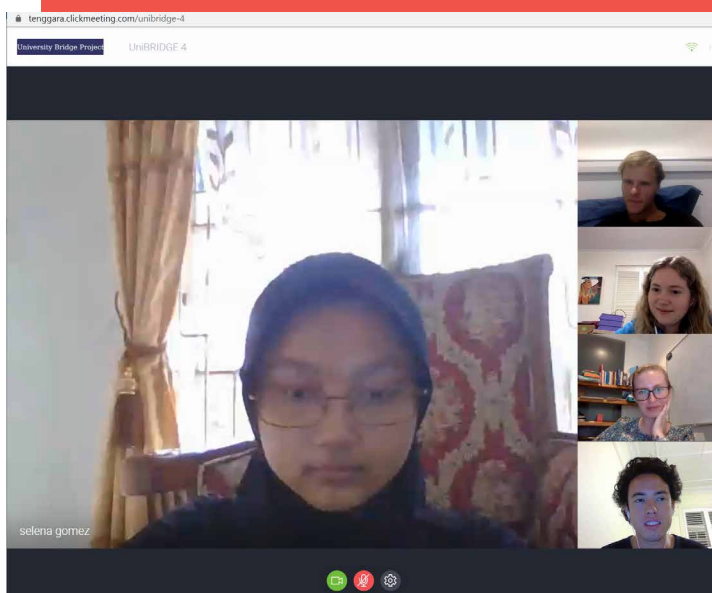 tenggara.clickmeeting.com/unibridge-4
University Bridge Project
UniBRIDGE 4
selena gomez